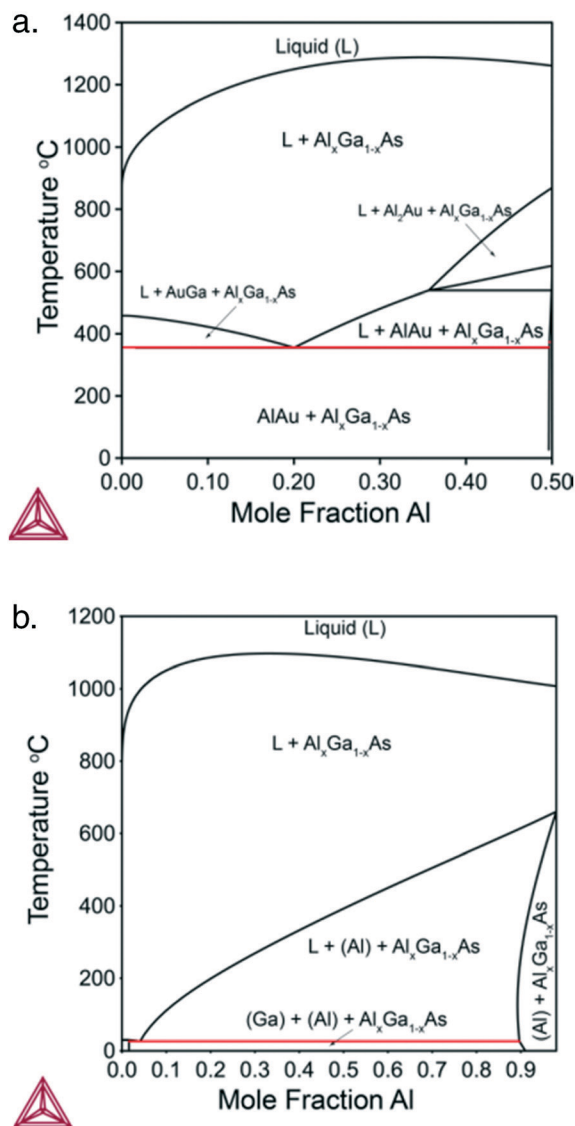 a.
1400
Liquid (L)
1200
L + AlₓGa₁₋ₓAs
1000
800
L + Al₂Au + AlₓGa₁₋ₓAs
600
L + AuGa + AlₓGa₁₋ₓAs
400
L + AlAu + AlₓGa₁₋ₓAs
200
AlAu + AlₓGa₁₋ₓAs
0
Temperature ºC
0.00 0.10 0.20 0.30 0.40 0.50
Mole Fraction Al
b.
1200
Liquid (L)
1000
L + AlₓGa₁₋ₓAs
800
600
400
L + (Al) + AlₓGa₁₋ₓAs
(Al) + AlₓGa₁₋ₓAs
200
(Ga) + (Al) + AlₓGa₁₋ₓAs
0
Temperature ºC
0.0 0.1 0.2 0.3 0.4 0.5 0.6 0.7 0.8 0.9
Mole Fraction Al